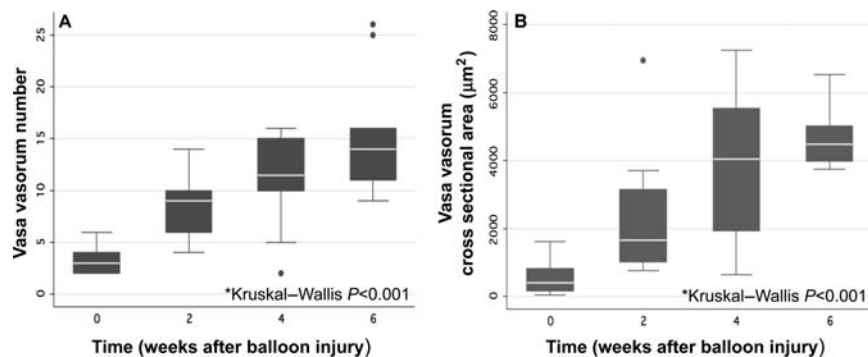 A
Vasa vasorum number
25
20
15
10
5
0
*Kruskal–Wallis P<0.001
0 2 4 6
Time (weeks after balloon injury)
B
Vasa vasorum
cross sectional area (μm²)
8000
6000
4000
2000
0
*Kruskal–Wallis P<0.001
0 2 4 6
Time (weeks after balloon injury)